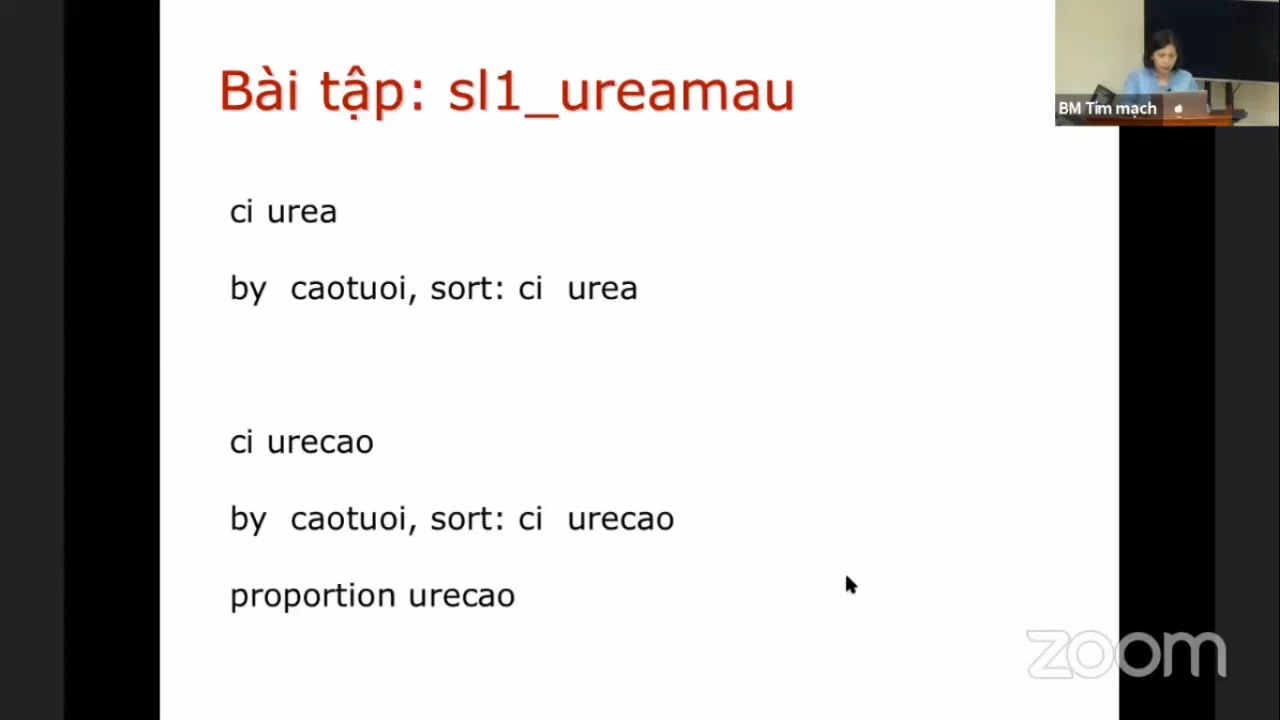 Bài tập: sl1_ureamau
BM Tim mạch
ci urea
by caotuoi, sort: ci urea
ci urecao
by caotuoi, sort: ci urecao
proportion urecao
zoom